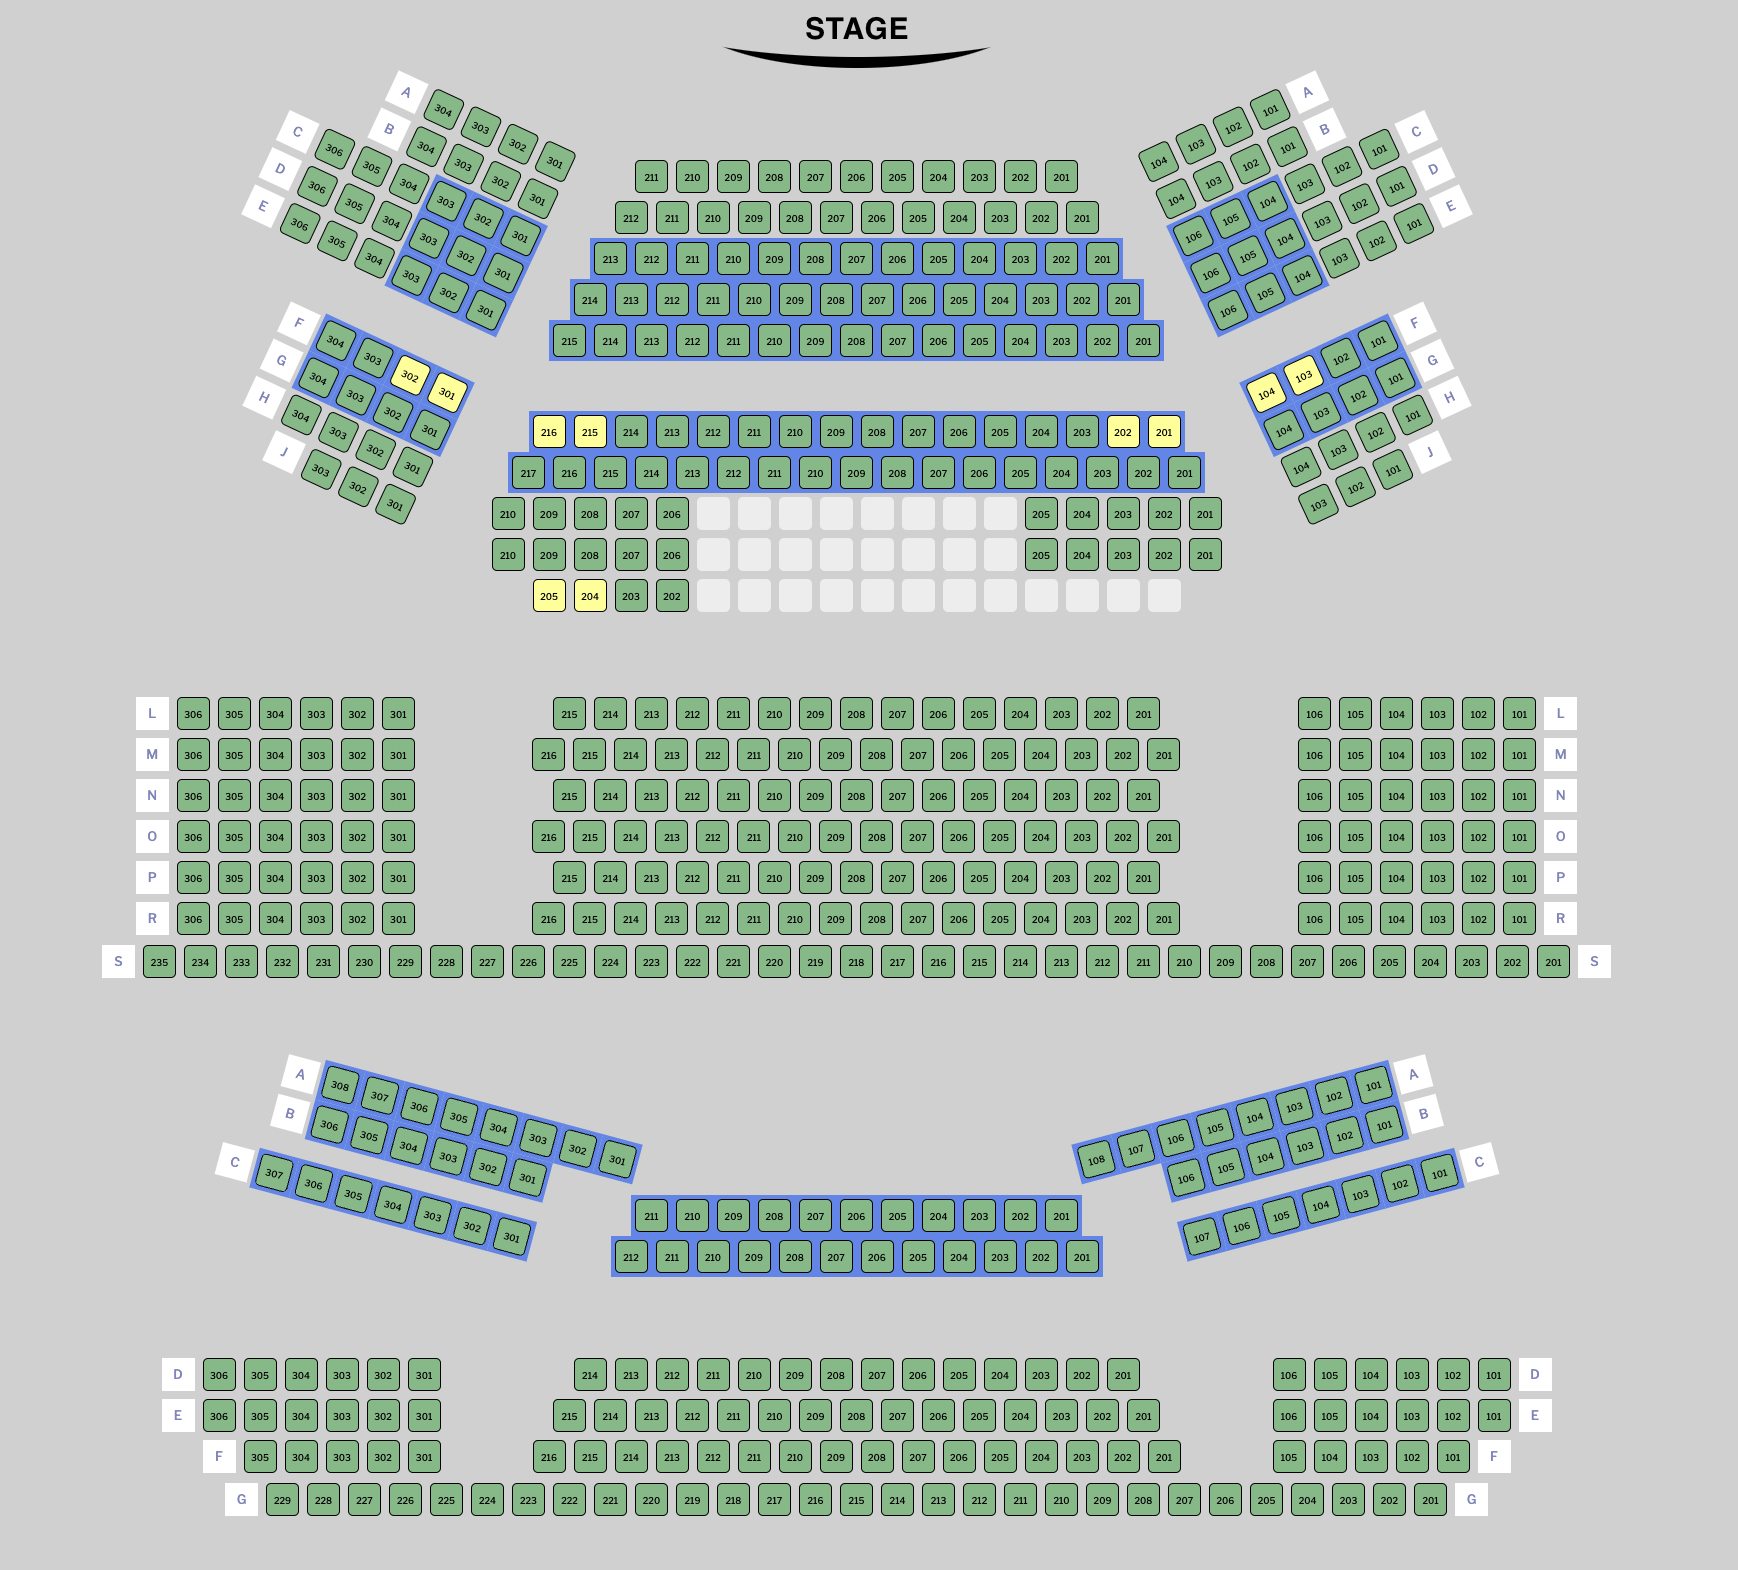 STAGE
A 304 303 302 301
B 304 303 302 301
C 306 305 304 303 302 301
D 306 305 304 303 302 301
E 306 305 304 303 302 301
211 210 209 208 207 206 205 204 203 202 201
212 211 210 209 208 207 206 205 204 203 202 201
213 212 211 210 209 208 207 206 205 204 203 202 201
214 213 212 211 210 209 208 207 206 205 204 203 202 201
215 214 213 212 211 210 209 208 207 206 205 204 203 202 201
104 103 102 101 A
104 103 102 101 B
106 105 104 103 102 101 C
106 105 104 103 102 101 D
106 105 104 103 102 101 E
F 304 303 302 301
G 304 303 302 301
H 304 303 302 301
J 303 302 301
216 215 214 213 212 211 210 209 208 207 206 205 204 203 202 201
217 216 215 214 213 212 211 210 209 208 207 206 205 204 203 202 201
210 209 208 207 206 205 204 203 202 201
210 209 208 207 206 205 204 203 202 201
205 204 203 202
104 103 102 101 F
104 103 102 101 G
104 103 102 101 H
103 102 101 J
L 306 305 304 303 302 301 215 214 213 212 211 210 209 208 207 206 205 204 203 202 201 106 105 104 103 102 101 L
M 306 305 304 303 302 301 216 215 214 213 212 211 210 209 208 207 206 205 204 203 202 201 106 105 104 103 102 101 M
N 306 305 304 303 302 301 215 214 213 212 211 210 209 208 207 206 205 204 203 202 201 106 105 104 103 102 101 N
O 306 305 304 303 302 301 216 215 214 213 212 211 210 209 208 207 206 205 204 203 202 201 106 105 104 103 102 101 O
P 306 305 304 303 302 301 215 214 213 212 211 210 209 208 207 206 205 204 203 202 201 106 105 104 103 102 101 P
R 306 305 304 303 302 301 216 215 214 213 212 211 210 209 208 207 206 205 204 203 202 201 106 105 104 103 102 101 R
S 235 234 233 232 231 230 229 228 227 226 225 224 223 222 221 220 219 218 217 216 215 214 213 212 211 210 209 208 207 206 205 204 203 202 201 S
A 308 307 306 305 304 303 302 301
B 306 305 304 303 302 301
C 307 306 305 304 303 302 301
211 210 209 208 207 206 205 204 203 202 201
212 211 210 209 208 207 206 205 204 203 202 201
108 107 106 105 104 103 102 101 A
106 105 104 103 102 101 B
107 106 105 104 103 102 101 C
D 306 305 304 303 302 301 214 213 212 211 210 209 208 207 206 205 204 203 202 201 106 105 104 103 102 101 D
E 306 305 304 303 302 301 215 214 213 212 211 210 209 208 207 206 205 204 203 202 201 106 105 104 103 102 101 E
F 305 304 303 302 301 216 215 214 213 212 211 210 209 208 207 206 205 204 203 202 201 105 104 103 102 101 F
G 229 228 227 226 225 224 223 222 221 220 219 218 217 216 215 214 213 212 211 210 209 208 207 206 205 204 203 202 201 G